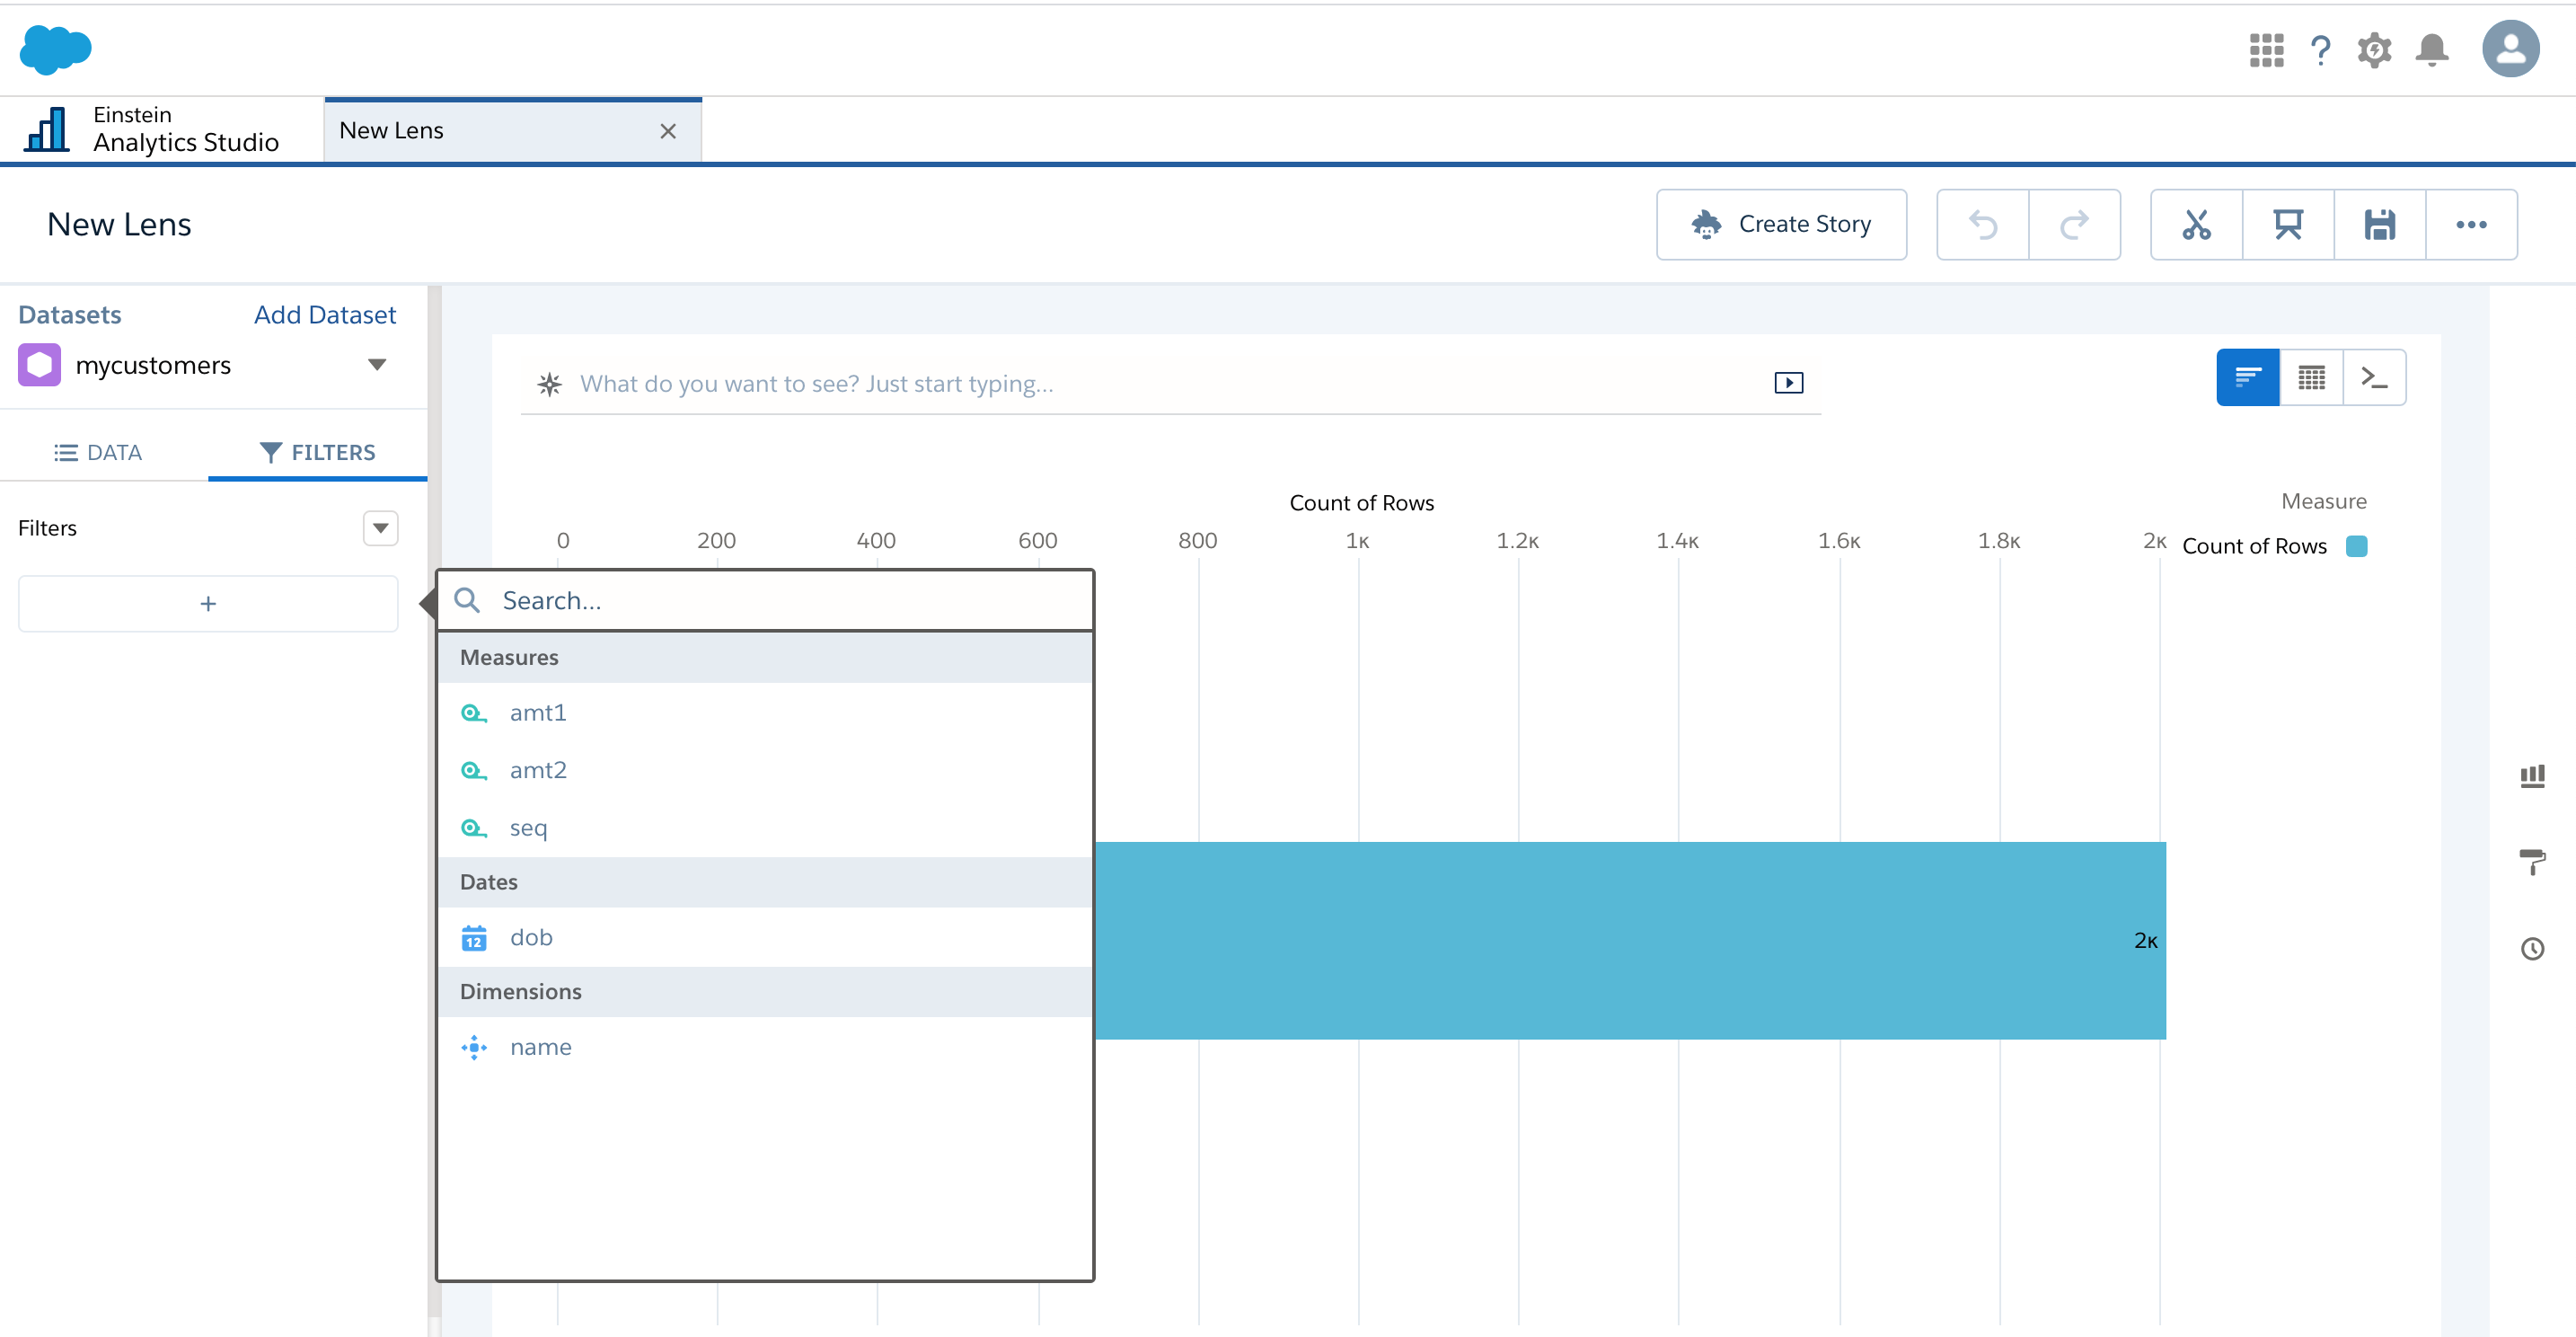 Einstein
Analytics Studio
New Lens
New Lens
Create Story
Datasets
Add Dataset
mycustomers
What do you want to see? Just start typing...
DATA
FILTERS
Filters
+
Count of Rows
Measure
0 200 400 600 800 1K 1.2K 1.4K 1.6K 1.8K 2K
Count of Rows
Search...
Measures
amt1
amt2
seq
Dates
12
dob
2K
Dimensions
name